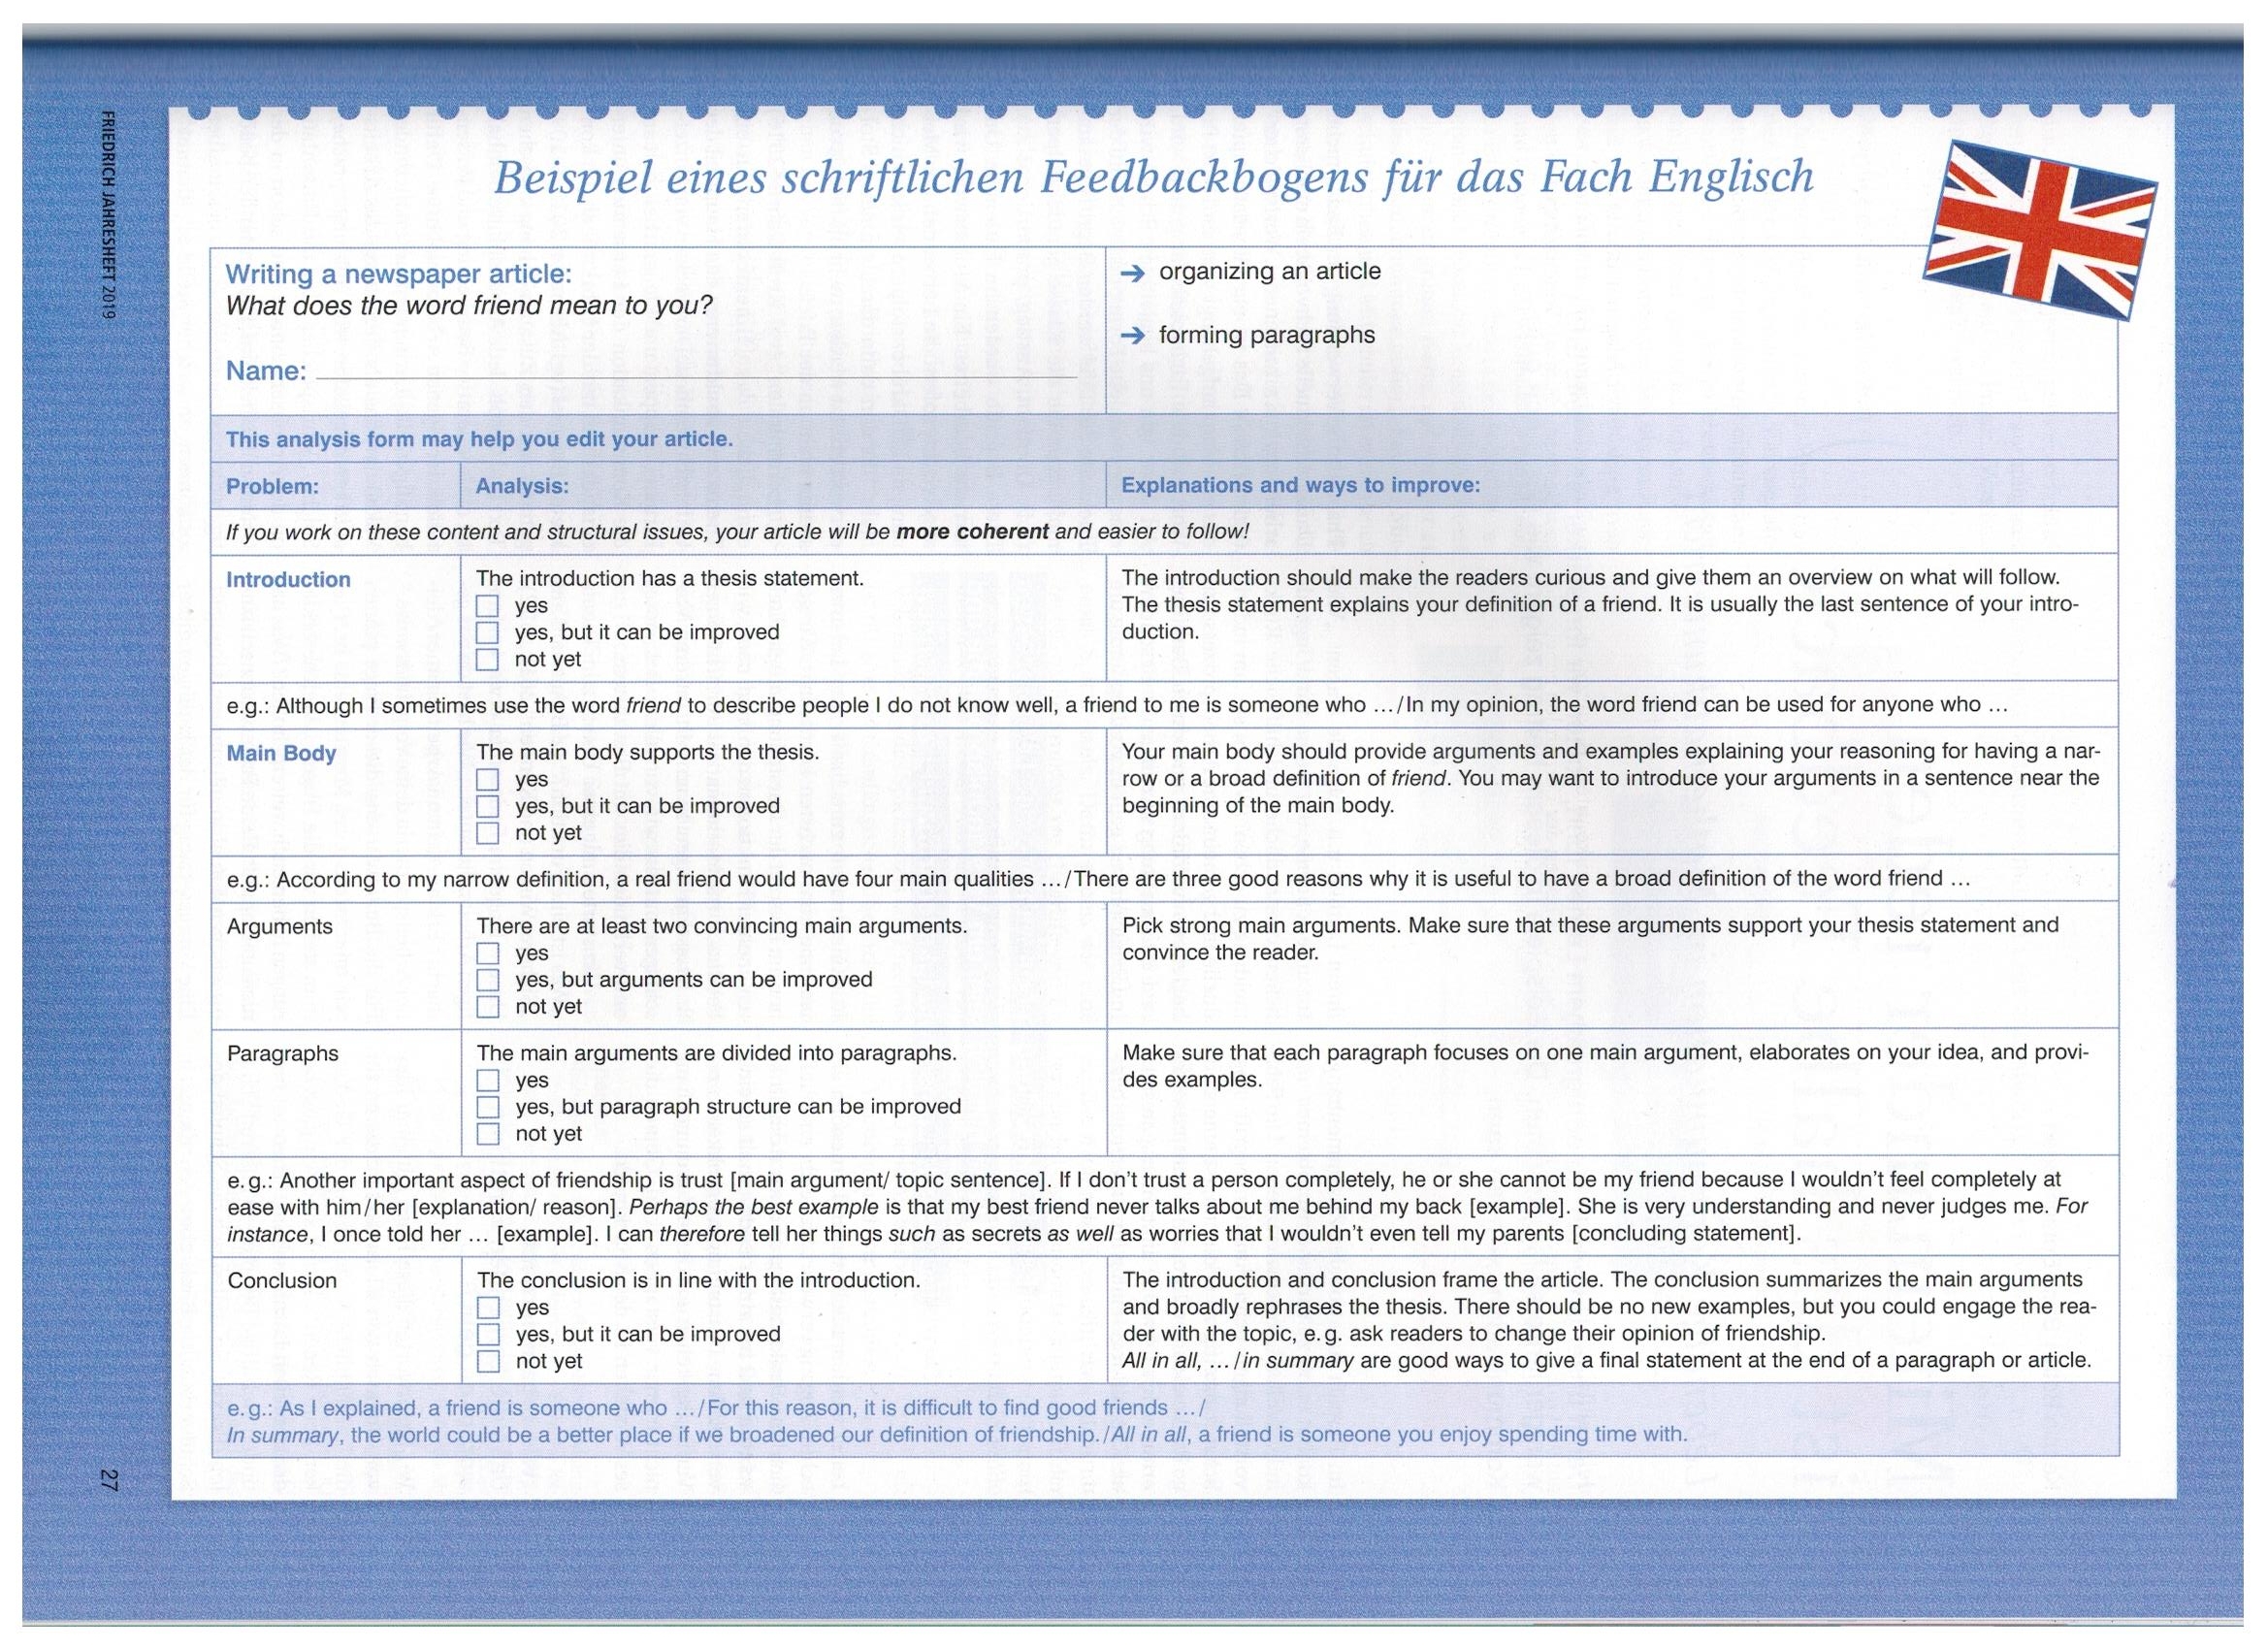 FRIEDRICH JAHRESHEFT 2019
Beispiel eines schriftlichen Feedbackbogens für das Fach Englisch
Writing a newspaper article:
What does the word friend mean to you?
Name:
→ organizing an article
→ forming paragraphs
This analysis form may help you edit your article.
Problem:
Analysis:
Explanations and ways to improve:
If you work on these content and structural issues, your article will be more coherent and easier to follow!
Introduction
The introduction has a thesis statement.
yes
yes, but it can be improved
not yet
The introduction should make the readers curious and give them an overview on what will follow.
The thesis statement explains your definition of a friend. It is usually the last sentence of your intro-
duction.
e.g.: Although I sometimes use the word friend to describe people I do not know well, a friend to me is someone who .../In my opinion, the word friend can be used for anyone who ...
Main Body
The main body supports the thesis.
yes
yes, but it can be improved
not yet
Your main body should provide arguments and examples explaining your reasoning for having a nar-
row or a broad definition of friend. You may want to introduce your arguments in a sentence near the
beginning of the main body.
e.g.: According to my narrow definition, a real friend would have four main qualities .../There are three good reasons why it is useful to have a broad definition of the word friend ...
Arguments
There are at least two convincing main arguments.
yes
yes, but arguments can be improved
not yet
Pick strong main arguments. Make sure that these arguments support your thesis statement and
convince the reader.
Paragraphs
The main arguments are divided into paragraphs.
yes
yes, but paragraph structure can be improved
not yet
Make sure that each paragraph focuses on one main argument, elaborates on your idea, and provi-
des examples.
e.g.: Another important aspect of friendship is trust [main argument/ topic sentence]. If I don't trust a person completely, he or she cannot be my friend because I wouldn't feel completely at
ease with him/her [explanation/ reason]. Perhaps the best example is that my best friend never talks about me behind my back [example]. She is very understanding and never judges me. For
instance, I once told her ... [example]. I can therefore tell her things such as secrets as well as worries that I wouldn't even tell my parents [concluding statement].
Conclusion
The conclusion is in line with the introduction.
yes
yes, but it can be improved
not yet
The introduction and conclusion frame the article. The conclusion summarizes the main arguments
and broadly rephrases the thesis. There should be no new examples, but you could engage the rea-
der with the topic, e.g. ask readers to change their opinion of friendship.
All in all, .../in summary are good ways to give a final statement at the end of a paragraph or article.
e.g.: As I explained, a friend is someone who .../For this reason, it is difficult to find good friends .../
In summary, the world could be a better place if we broadened our definition of friendship./All in all, a friend is someone you enjoy spending time with.
27